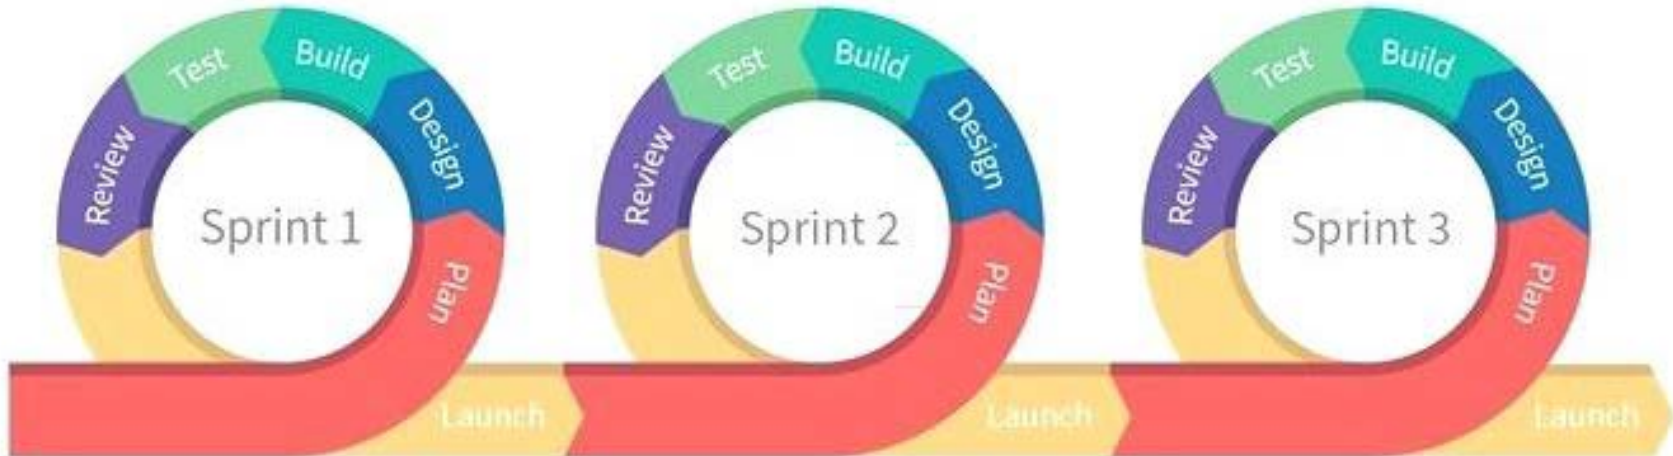 Test
Build
Design
Review
Sprint 1
Plan
Launch
Test
Build
Design
Review
Sprint 2
Plan
Launch
Test
Build
Design
Review
Sprint 3
Plan
Launch